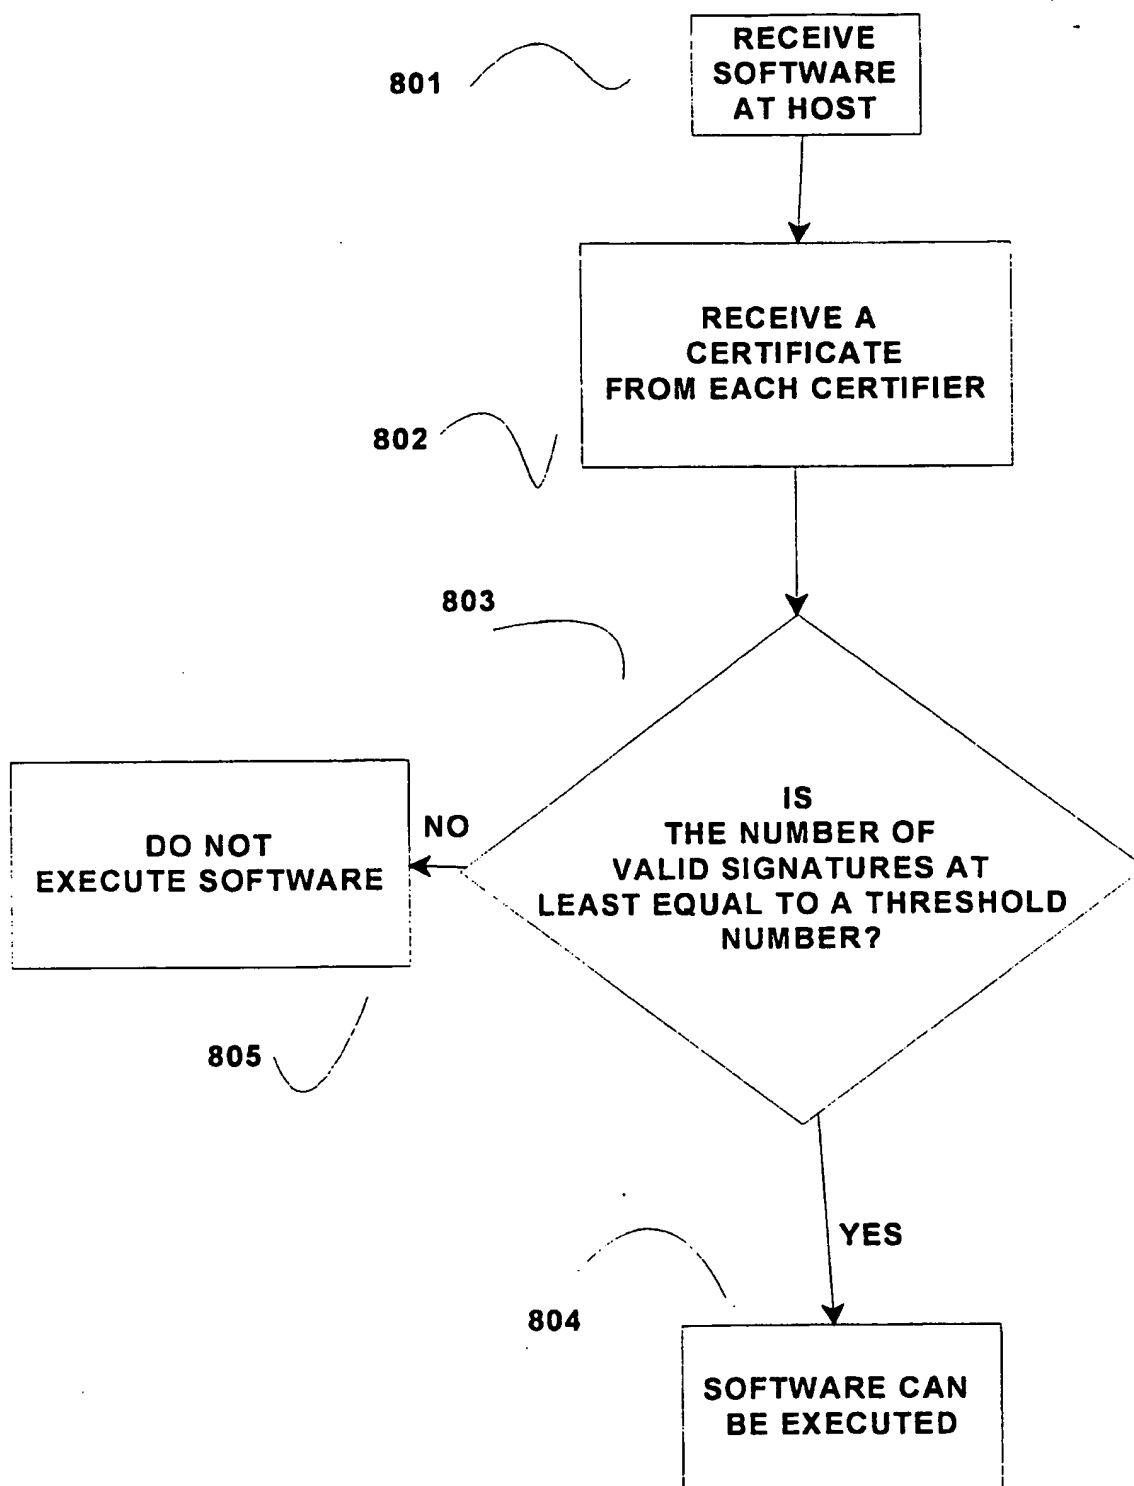 RECEIVE
SOFTWARE
AT HOST
801
RECEIVE A
CERTIFICATE
FROM EACH CERTIFIER
802
803
IS
THE NUMBER OF
VALID SIGNATURES AT
LEAST EQUAL TO A THRESHOLD
NUMBER?
NO
DO NOT
EXECUTE SOFTWARE
805
YES
804
SOFTWARE CAN
BE EXECUTED